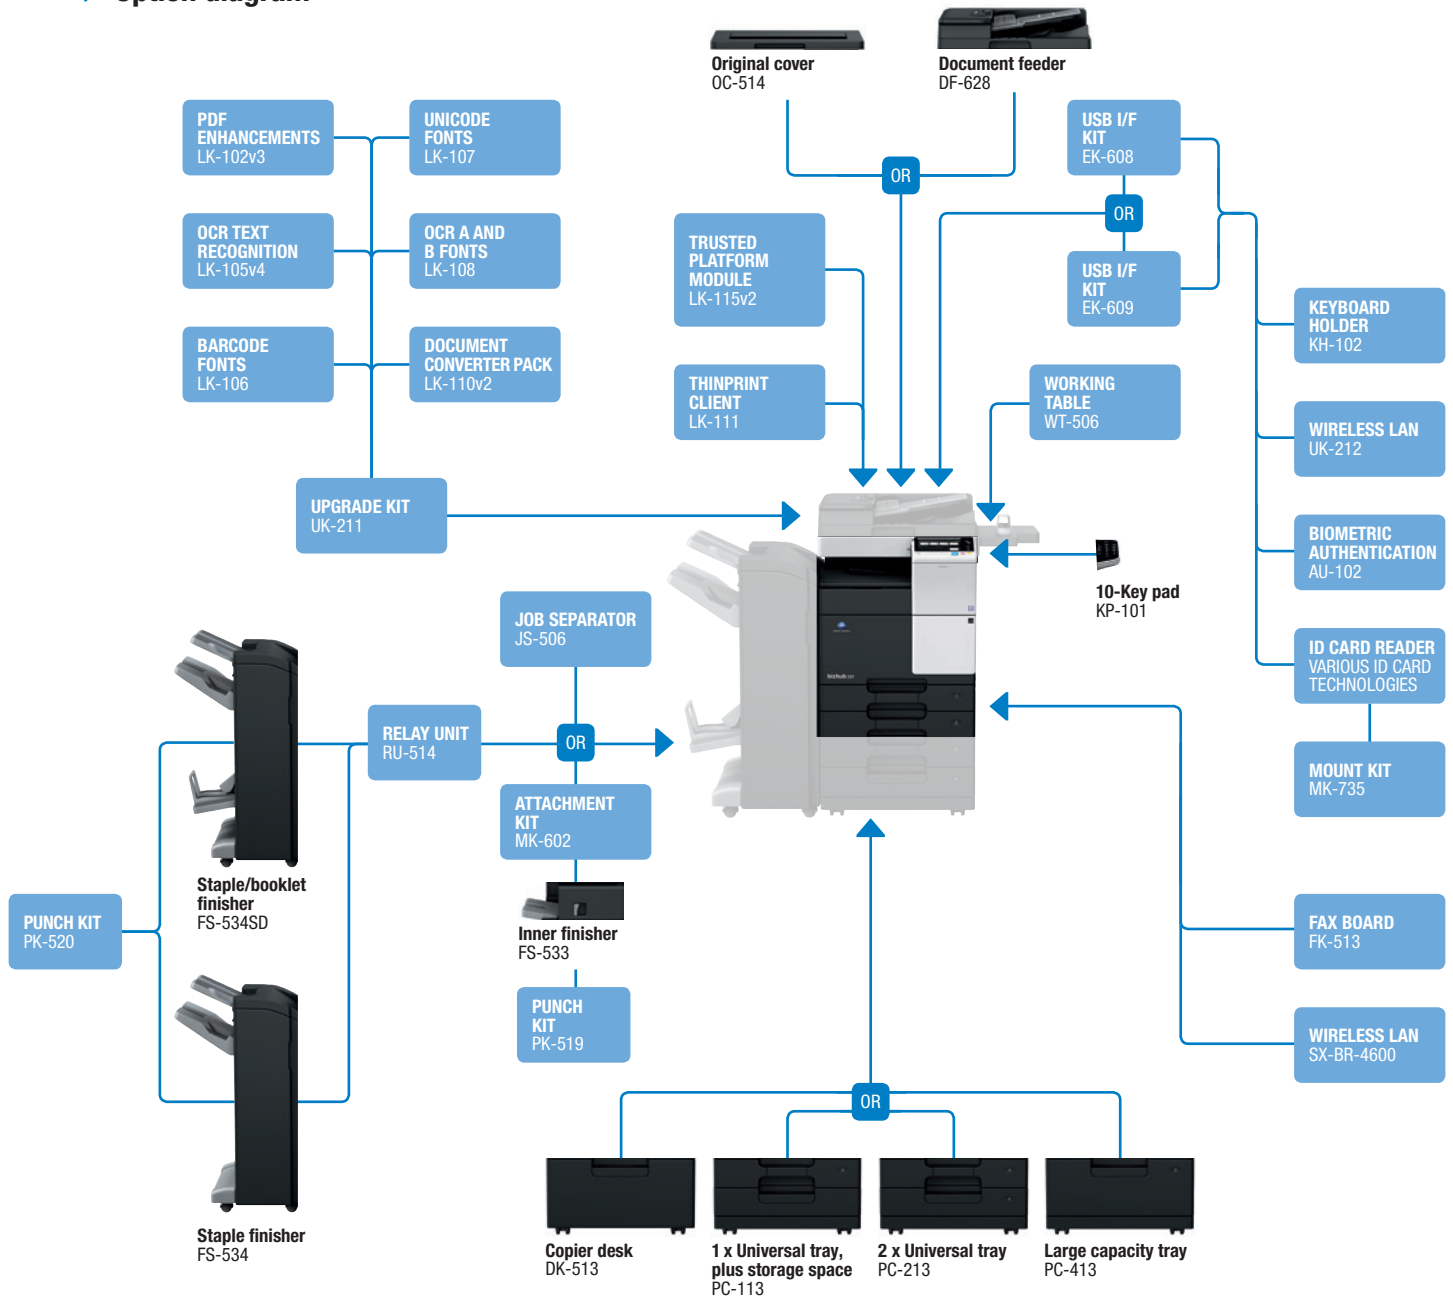 Option diagram
Original cover
OC-514
Document feeder
DF-628
PDF
ENHANCEMENTS
LK-102v3
UNICODE
FONTS
LK-107
USB I/F
KIT
EK-608
OR
OR
OCR TEXT
RECOGNITION
LK-105v4
OCR A AND
B FONTS
LK-108
TRUSTED
PLATFORM
MODULE
LK-115v2
USB I/F
KIT
EK-609
KEYBOARD
HOLDER
KH-102
BARCODE
FONTS
LK-106
DOCUMENT
CONVERTER PACK
LK-110v2
THINPRINT
CLIENT
LK-111
WORKING
TABLE
WT-506
WIRELESS LAN
UK-212
UPGRADE KIT
UK-211
BIOMETRIC
AUTHENTICATION
AU-102
10-Key pad
KP-101
JOB SEPARATOR
JS-506
ID CARD READER
VARIOUS ID CARD
TECHNOLOGIES
bizhub
RELAY UNIT
RU-514
OR
MOUNT KIT
MK-735
ATTACHMENT
KIT
MK-602
Staple/booklet
finisher
FS-534SD
PUNCH KIT
PK-520
Inner finisher
FS-533
FAX BOARD
FK-513
PUNCH
KIT
PK-519
WIRELESS LAN
SX-BR-4600
OR
Staple finisher
FS-534
Copier desk
DK-513
1 x Universal tray,
plus storage space
PC-113
2 x Universal tray
PC-213
Large capacity tray
PC-413